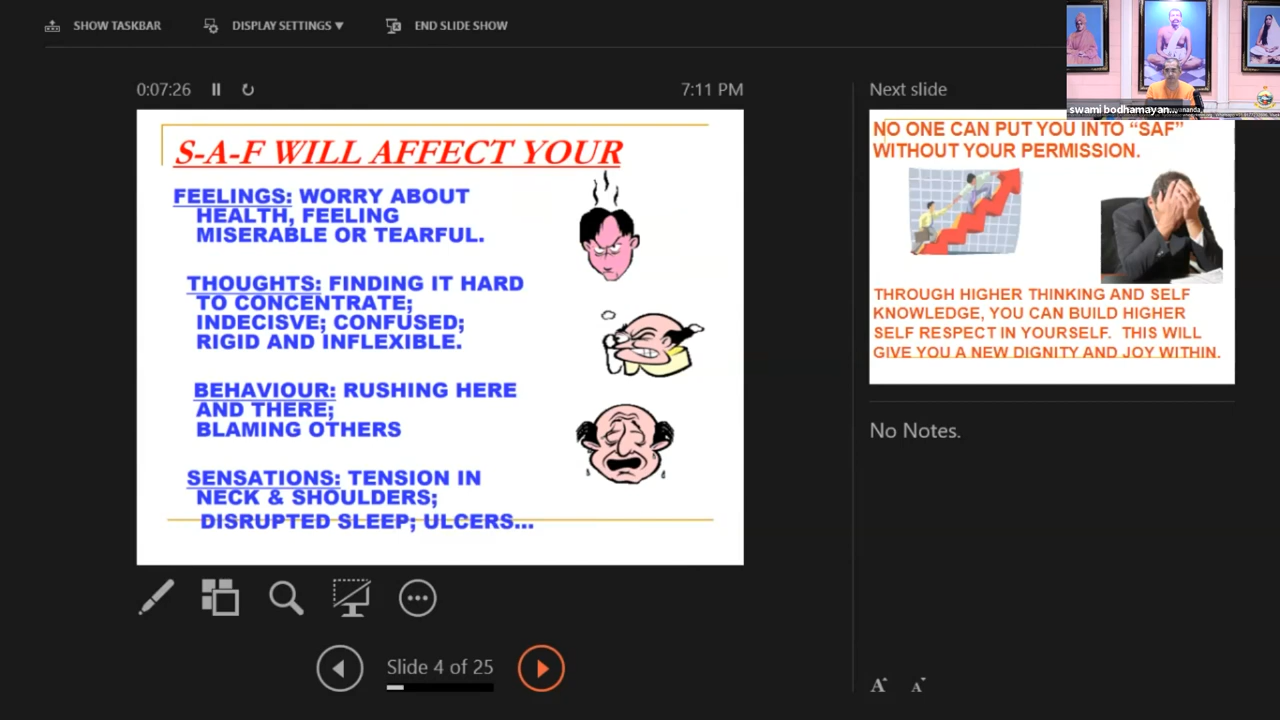 SHOW TASKBAR
DISPLAY SETTINGS ▼
END SLIDE SHOW
0:07:26
7:11 PM
S-A-F WILL AFFECT YOUR
FEELINGS: WORRY ABOUT
HEALTH, FEELING
MISERABLE OR TEARFUL.
THOUGHTS: FINDING IT HARD
TO CONCENTRATE;
INDECISVE; CONFUSED;
RIGID AND INFLEXIBLE.
BEHAVIOUR: RUSHING HERE
AND THERE;
BLAMING OTHERS
SENSATIONS: TENSION IN
NECK & SHOULDERS;
DISRUPTED SLEEP; ULCERS...
Slide 4 of 25
Next slide
swami bodhamayan...
NO ONE CAN PUT YOU INTO “SAF”
WITHOUT YOUR PERMISSION.
THROUGH HIGHER THINKING AND SELF
KNOWLEDGE, YOU CAN BUILD HIGHER
SELF RESPECT IN YOURSELF. THIS WILL
GIVE YOU A NEW DIGNITY AND JOY WITHIN.
No Notes.
A A